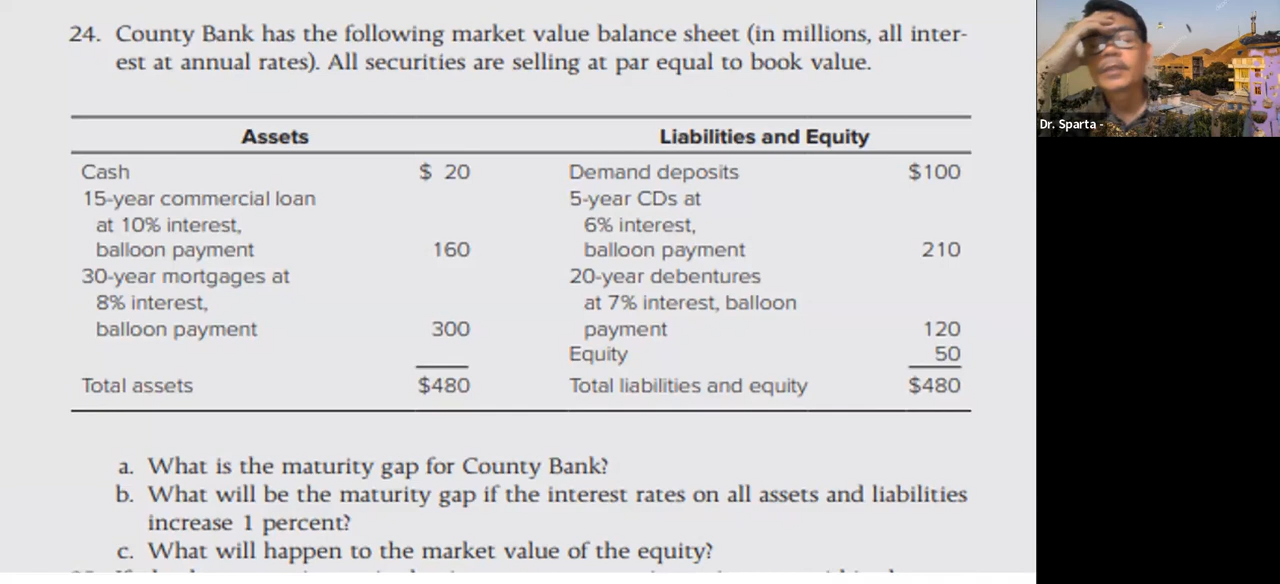 24. County Bank has the following market value balance sheet (in millions, all inter-
est at annual rates). All securities are selling at par equal to book value.
Assets Liabilities and Equity
Cash $ 20 Demand deposits $100
15-year commercial loan 5-year CDs at
at 10% interest, 6% interest,
balloon payment 160 balloon payment 210
30-year mortgages at 20-year debentures
8% interest, at 7% interest, balloon
balloon payment 300 payment 120
Equity 50
Total assets $480 Total liabilities and equity $480
a. What is the maturity gap for County Bank?
b. What will be the maturity gap if the interest rates on all assets and liabilities
increase 1 percent?
c. What will happen to the market value of the equity?
Dr. Sparta -